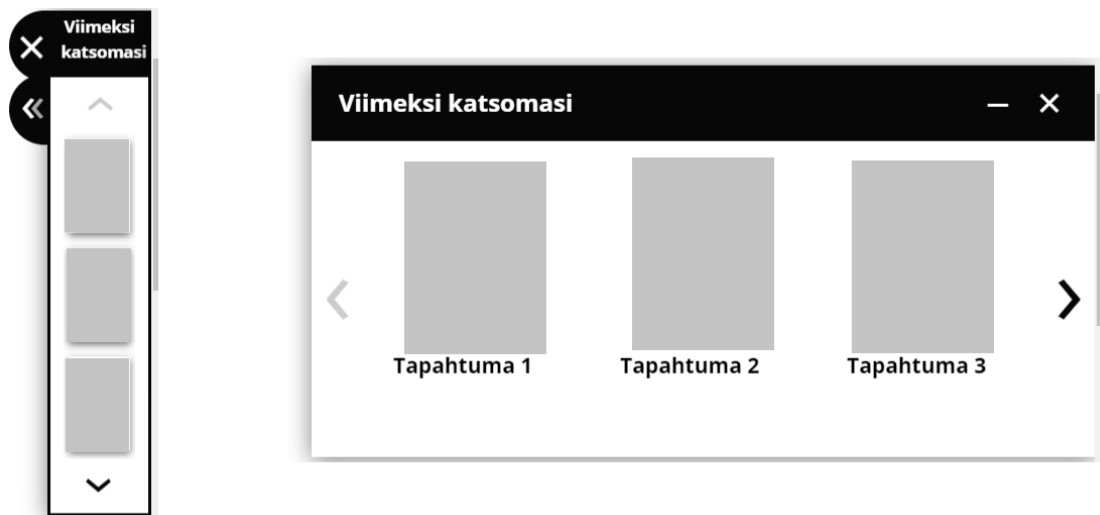 Viimeksi
katsomasi
Viimeksi katsomasi
Tapahtuma 1
Tapahtuma 2
Tapahtuma 3